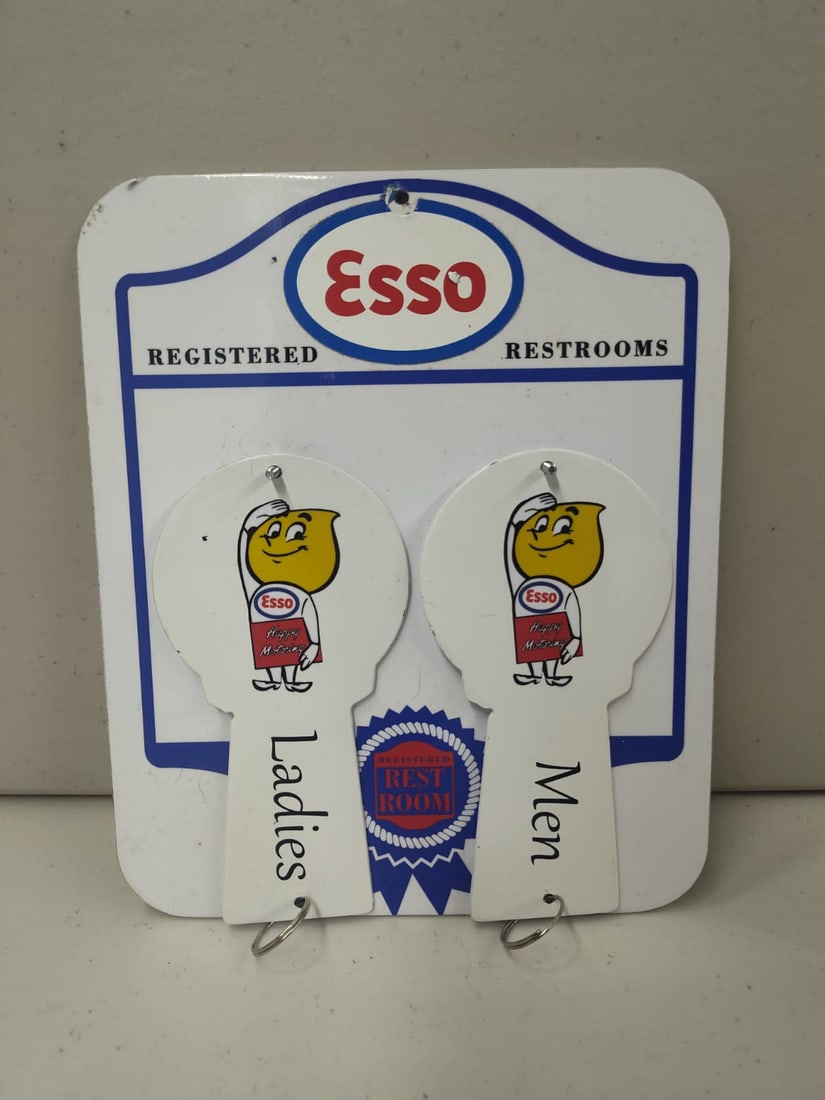 Esso
REGISTERED RESTROOMS
Esso
Happy
Motoring
Ladies
Esso
Happy
Motoring
Men
REGISTERED
REST
ROOM